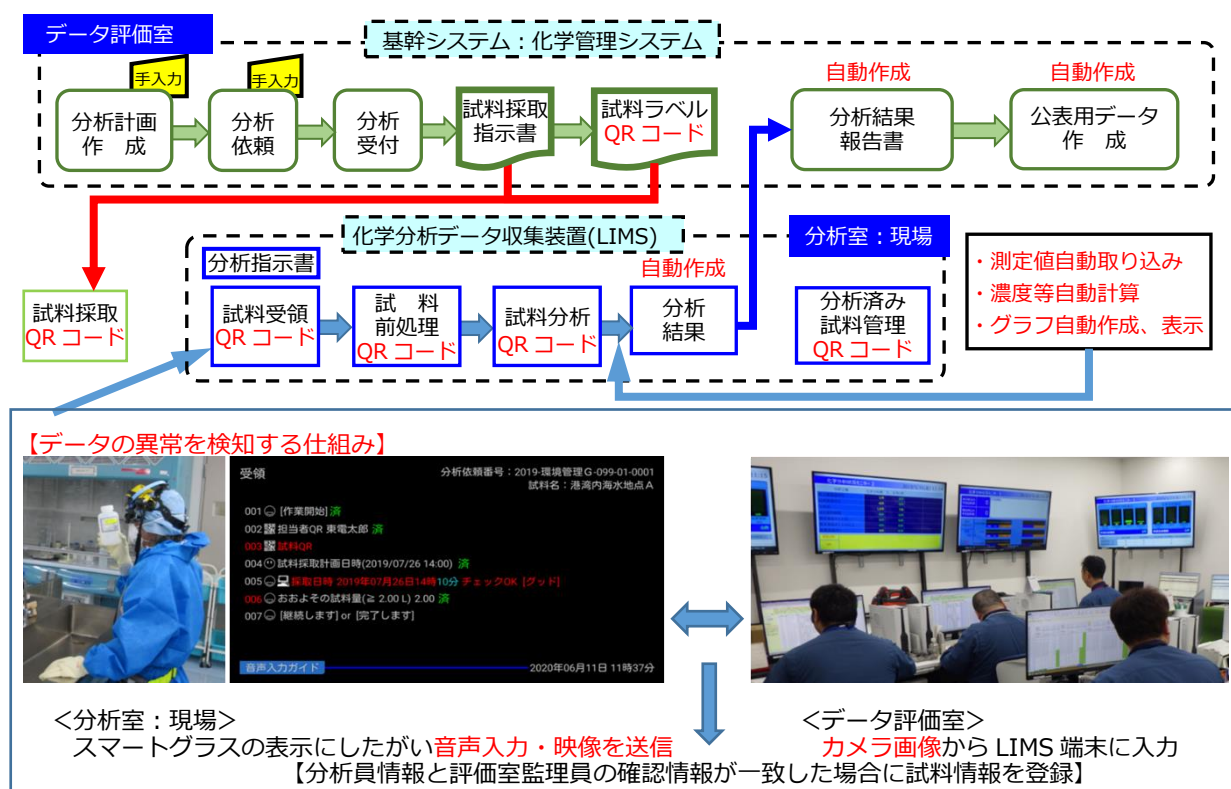 データ評価室
基幹システム：化学管理システム
手入力
手入力
自動作成
自動作成
分析計画
作　成
分析
依頼
分析
受付
試料採取
指示書
試料ラベル
QR コード
分析結果
報告書
公表用データ
作　成
化学分析データ収集装置(LIMS)
分析室：現場
分析指示書
自動作成
試料採取
QR コード
試料受領
QR コード
試　料
前処理
QR コード
試料分析
QR コード
分析
結果
分析済み
試料管理
QR コード
・測定値自動取り込み
・濃度等自動計算
・グラフ自動作成、表示
【データの異常を検知する仕組み】
受領
分析依頼番号：2019-環境管理G-099-01-0001
試料名：港湾内海水地点A
001 [作業開始] 済
002 担当者QR 東電太郎 済
003 試料QR
004 試料採取計画日時(2019/07/26 14:00) 済
005 採取日時 2019年07月26日14時10分 チェックOK [グッド]
006 おおよその試料量(≧ 2.00 L) 2.00 済
007 [継続します] or [完了します]
音声入力ガイド
2020年06月11日 11時37分
＜分析室：現場＞
スマートグラスの表示にしたがい音声入力・映像を送信
＜データ評価室＞
カメラ画像から LIMS 端末に入力
【分析員情報と評価室監理員の確認情報が一致した場合に試料情報を登録】